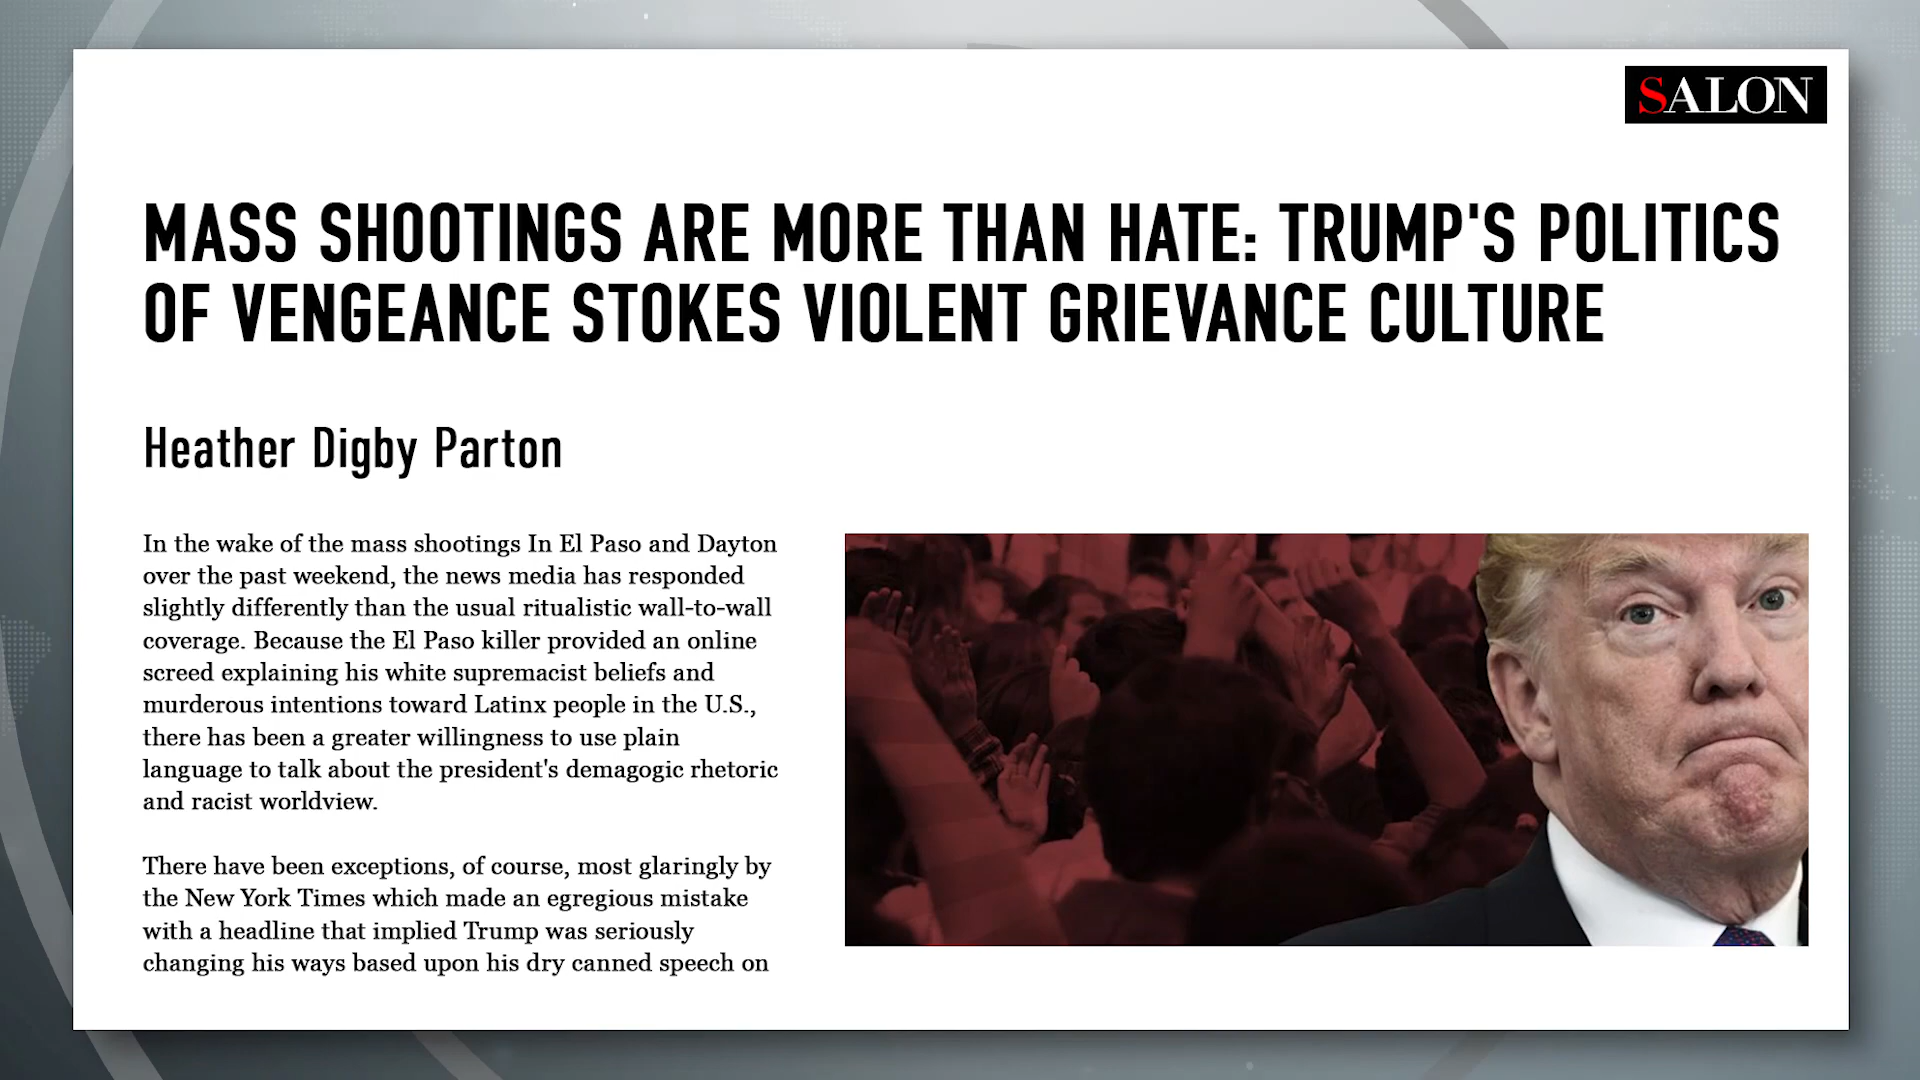 SALON
MASS SHOOTINGS ARE MORE THAN HATE: TRUMP'S POLITICS
OF VENGEANCE STOKES VIOLENT GRIEVANCE CULTURE
Heather Digby Parton
In the wake of the mass shootings In El Paso and Dayton
over the past weekend, the news media has responded
slightly differently than the usual ritualistic wall-to-wall
coverage. Because the El Paso killer provided an online
screed explaining his white supremacist beliefs and
murderous intentions toward Latinx people in the U.S.,
there has been a greater willingness to use plain
language to talk about the president's demagogic rhetoric
and racist worldview.
There have been exceptions, of course, most glaringly by
the New York Times which made an egregious mistake
with a headline that implied Trump was seriously
changing his ways based upon his dry canned speech on